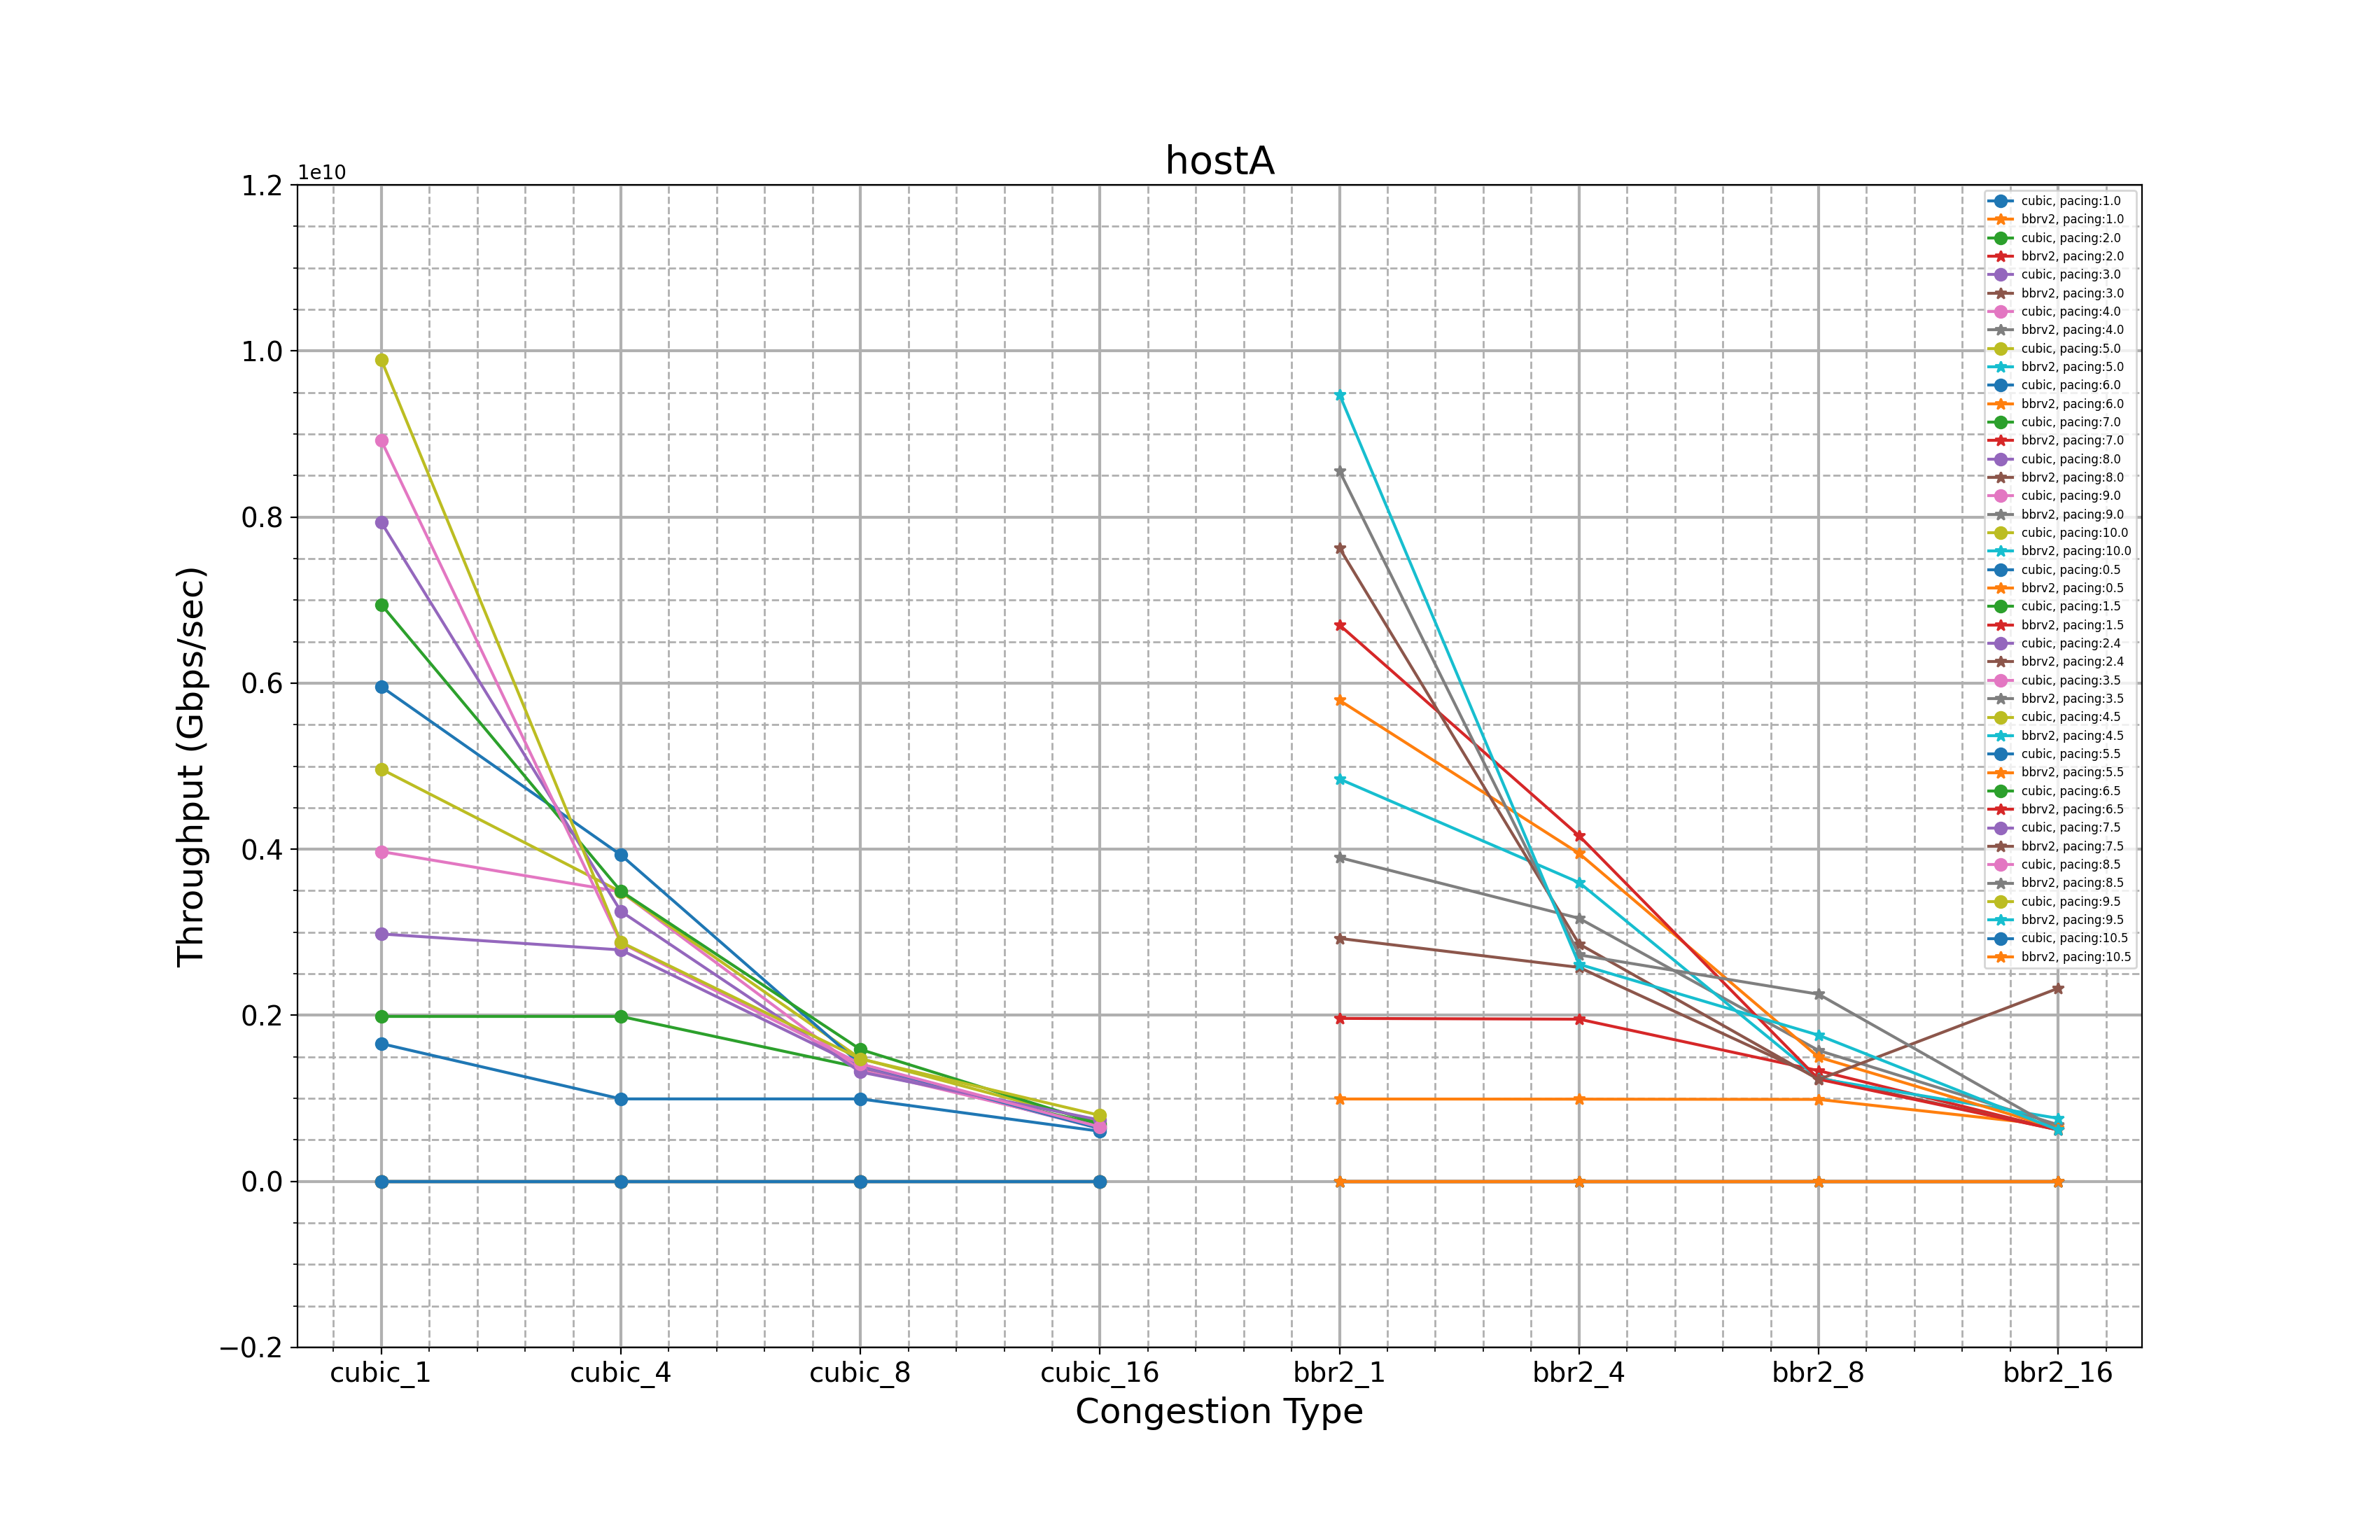 hostA
1e10
1.2
1.0
0.8
0.6
0.4
0.2
0.0
−0.2
Throughput (Gbps/sec)
cubic_1 cubic_4 cubic_8 cubic_16 bbr2_1 bbr2_4 bbr2_8 bbr2_16
Congestion Type
cubic, pacing:1.0
bbrv2, pacing:1.0
cubic, pacing:2.0
bbrv2, pacing:2.0
cubic, pacing:3.0
bbrv2, pacing:3.0
cubic, pacing:4.0
bbrv2, pacing:4.0
cubic, pacing:5.0
bbrv2, pacing:5.0
cubic, pacing:6.0
bbrv2, pacing:6.0
cubic, pacing:7.0
bbrv2, pacing:7.0
cubic, pacing:8.0
bbrv2, pacing:8.0
cubic, pacing:9.0
bbrv2, pacing:9.0
cubic, pacing:10.0
bbrv2, pacing:10.0
cubic, pacing:0.5
bbrv2, pacing:0.5
cubic, pacing:1.5
bbrv2, pacing:1.5
cubic, pacing:2.4
bbrv2, pacing:2.4
cubic, pacing:3.5
bbrv2, pacing:3.5
cubic, pacing:4.5
bbrv2, pacing:4.5
cubic, pacing:5.5
bbrv2, pacing:5.5
cubic, pacing:6.5
bbrv2, pacing:6.5
cubic, pacing:7.5
bbrv2, pacing:7.5
cubic, pacing:8.5
bbrv2, pacing:8.5
cubic, pacing:9.5
bbrv2, pacing:9.5
cubic, pacing:10.5
bbrv2, pacing:10.5